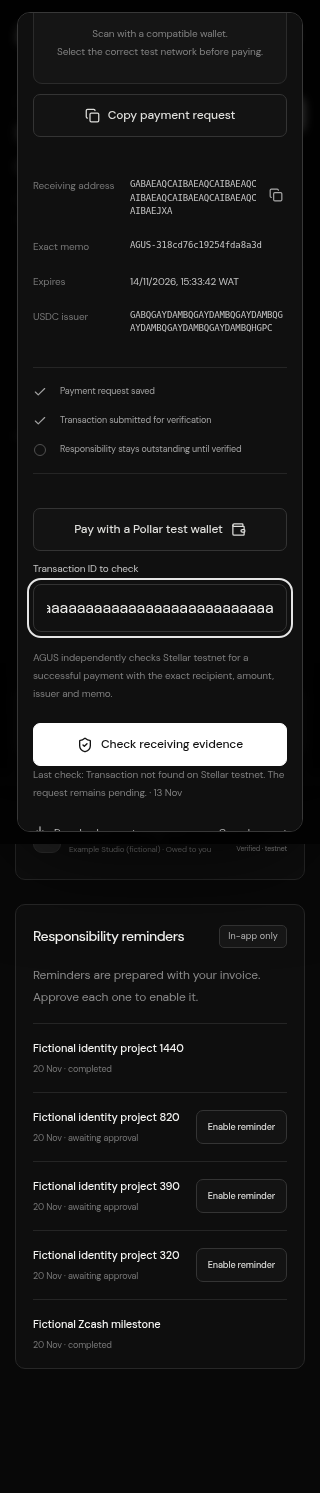 Scan with a compatible wallet.
Select the correct test network before paying.
Copy payment request
Receiving address
GABAEAQCAIBAEAQCAIBAEAQC
AIBAEAQCAIBAEAQCAIBAEAQC
AIBAEJXA
Exact memo
AGUS-318cd76c19254fda8a3d
Expires
14/11/2026, 15:33:42 WAT
USDC issuer
GABQGAYDAMBQGAYDAMBQGAYDAMBQG
AYDAMBQGAYDAMBQGAYDAMBQHGPC
Payment request saved
Transaction submitted for verification
Responsibility stays outstanding until verified
Pay with a Pollar test wallet
Transaction ID to check
aaaaaaaaaaaaaaaaaaaaaaaaaaa
AGUS independently checks Stellar testnet for a
successful payment with the exact recipient, amount,
issuer and memo.
Check receiving evidence
Last check: Transaction not found on Stellar testnet. The
request remains pending. · 13 Nov
Example Studio (fictional) · Owed to you
Verified · testnet
Responsibility reminders
In-app only
Reminders are prepared with your invoice.
Approve each one to enable it.
Fictional identity project 1440
20 Nov · completed
Fictional identity project 820
20 Nov · awaiting approval
Enable reminder
Fictional identity project 390
20 Nov · awaiting approval
Enable reminder
Fictional identity project 320
20 Nov · awaiting approval
Enable reminder
Fictional Zcash milestone
20 Nov · completed